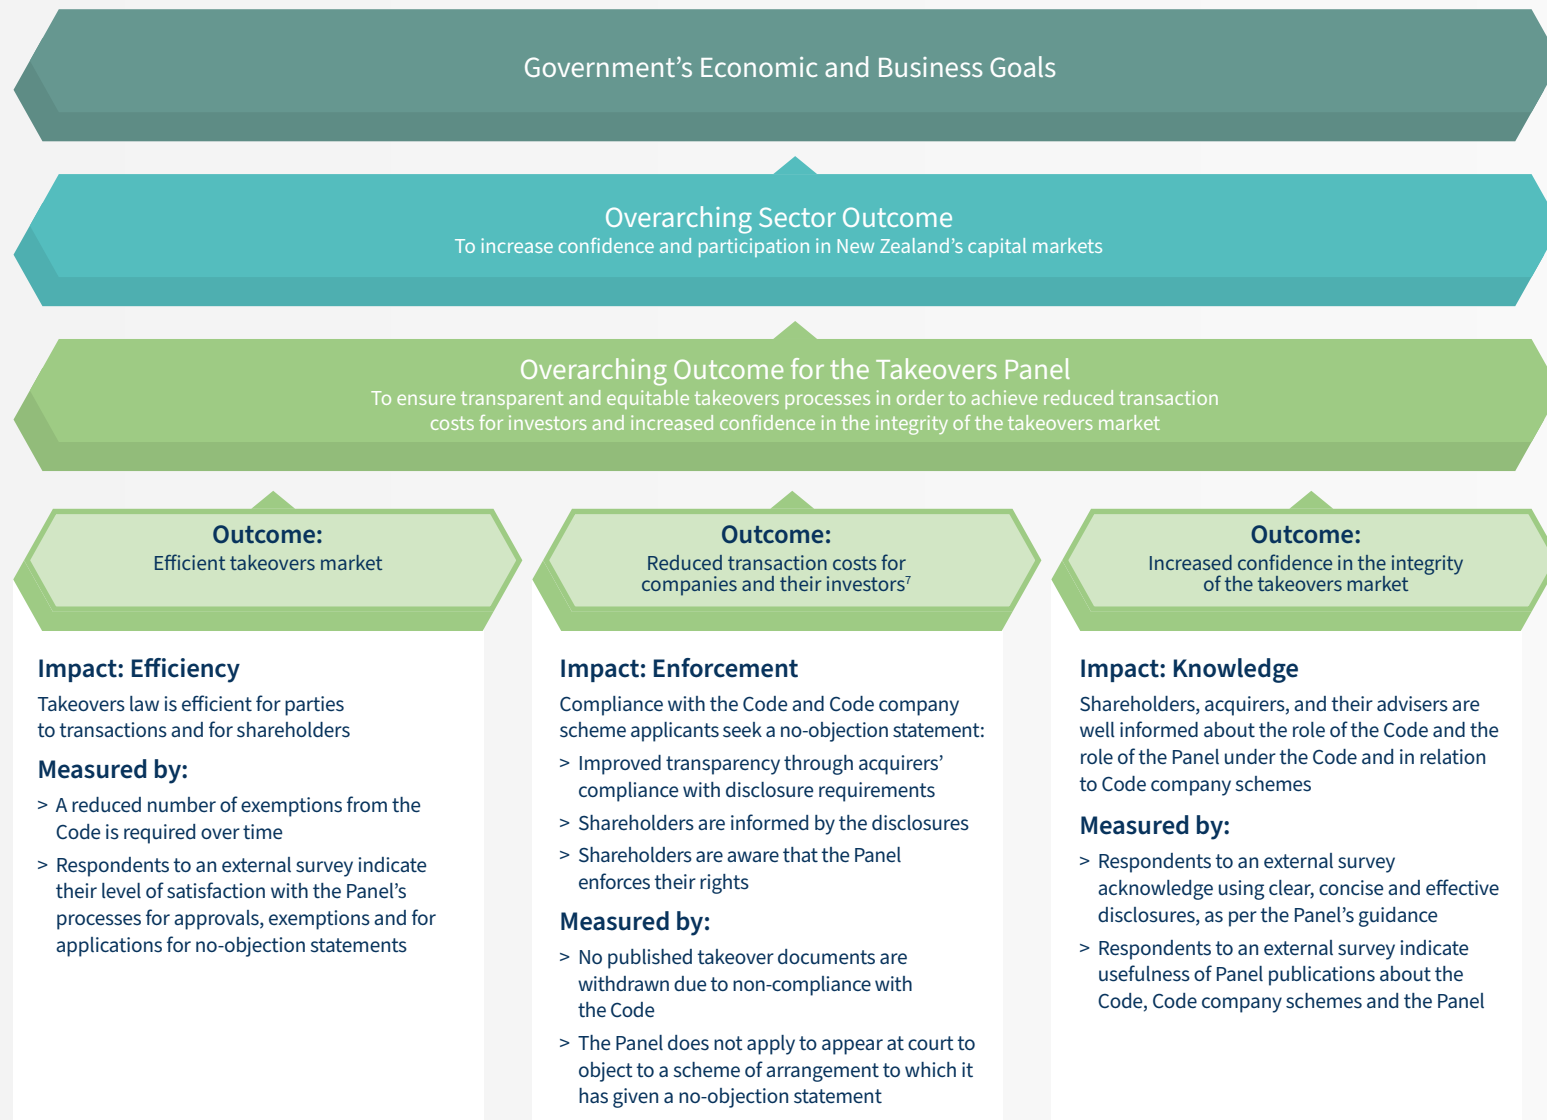 Government’s Economic and Business Goals
Overarching Sector Outcome
To increase confidence and participation in New Zealand’s capital markets
Overarching Outcome for the Takeovers Panel
To ensure transparent and equitable takeovers processes in order to achieve reduced transaction
costs for investors and increased confidence in the integrity of the takeovers market
Outcome:
Efficient takeovers market
Impact: Efficiency
Takeovers law is efficient for parties
to transactions and for shareholders
Measured by:
> A reduced number of exemptions from the
Code is required over time
> Respondents to an external survey indicate
their level of satisfaction with the Panel’s
processes for approvals, exemptions and for
applications for no-objection statements
Outcome:
Reduced transaction costs for
companies and their investors⁷
Impact: Enforcement
Compliance with the Code and Code company
scheme applicants seek a no-objection statement:
> Improved transparency through acquirers’
compliance with disclosure requirements
> Shareholders are informed by the disclosures
> Shareholders are aware that the Panel
enforces their rights
Measured by:
> No published takeover documents are
withdrawn due to non-compliance with
the Code
> The Panel does not apply to appear at court to
object to a scheme of arrangement to which it
has given a no-objection statement
Outcome:
Increased confidence in the integrity
of the takeovers market
Impact: Knowledge
Shareholders, acquirers, and their advisers are
well informed about the role of the Code and the
role of the Panel under the Code and in relation
to Code company schemes
Measured by:
> Respondents to an external survey
acknowledge using clear, concise and effective
disclosures, as per the Panel’s guidance
> Respondents to an external survey indicate
usefulness of Panel publications about the
Code, Code company schemes and the Panel